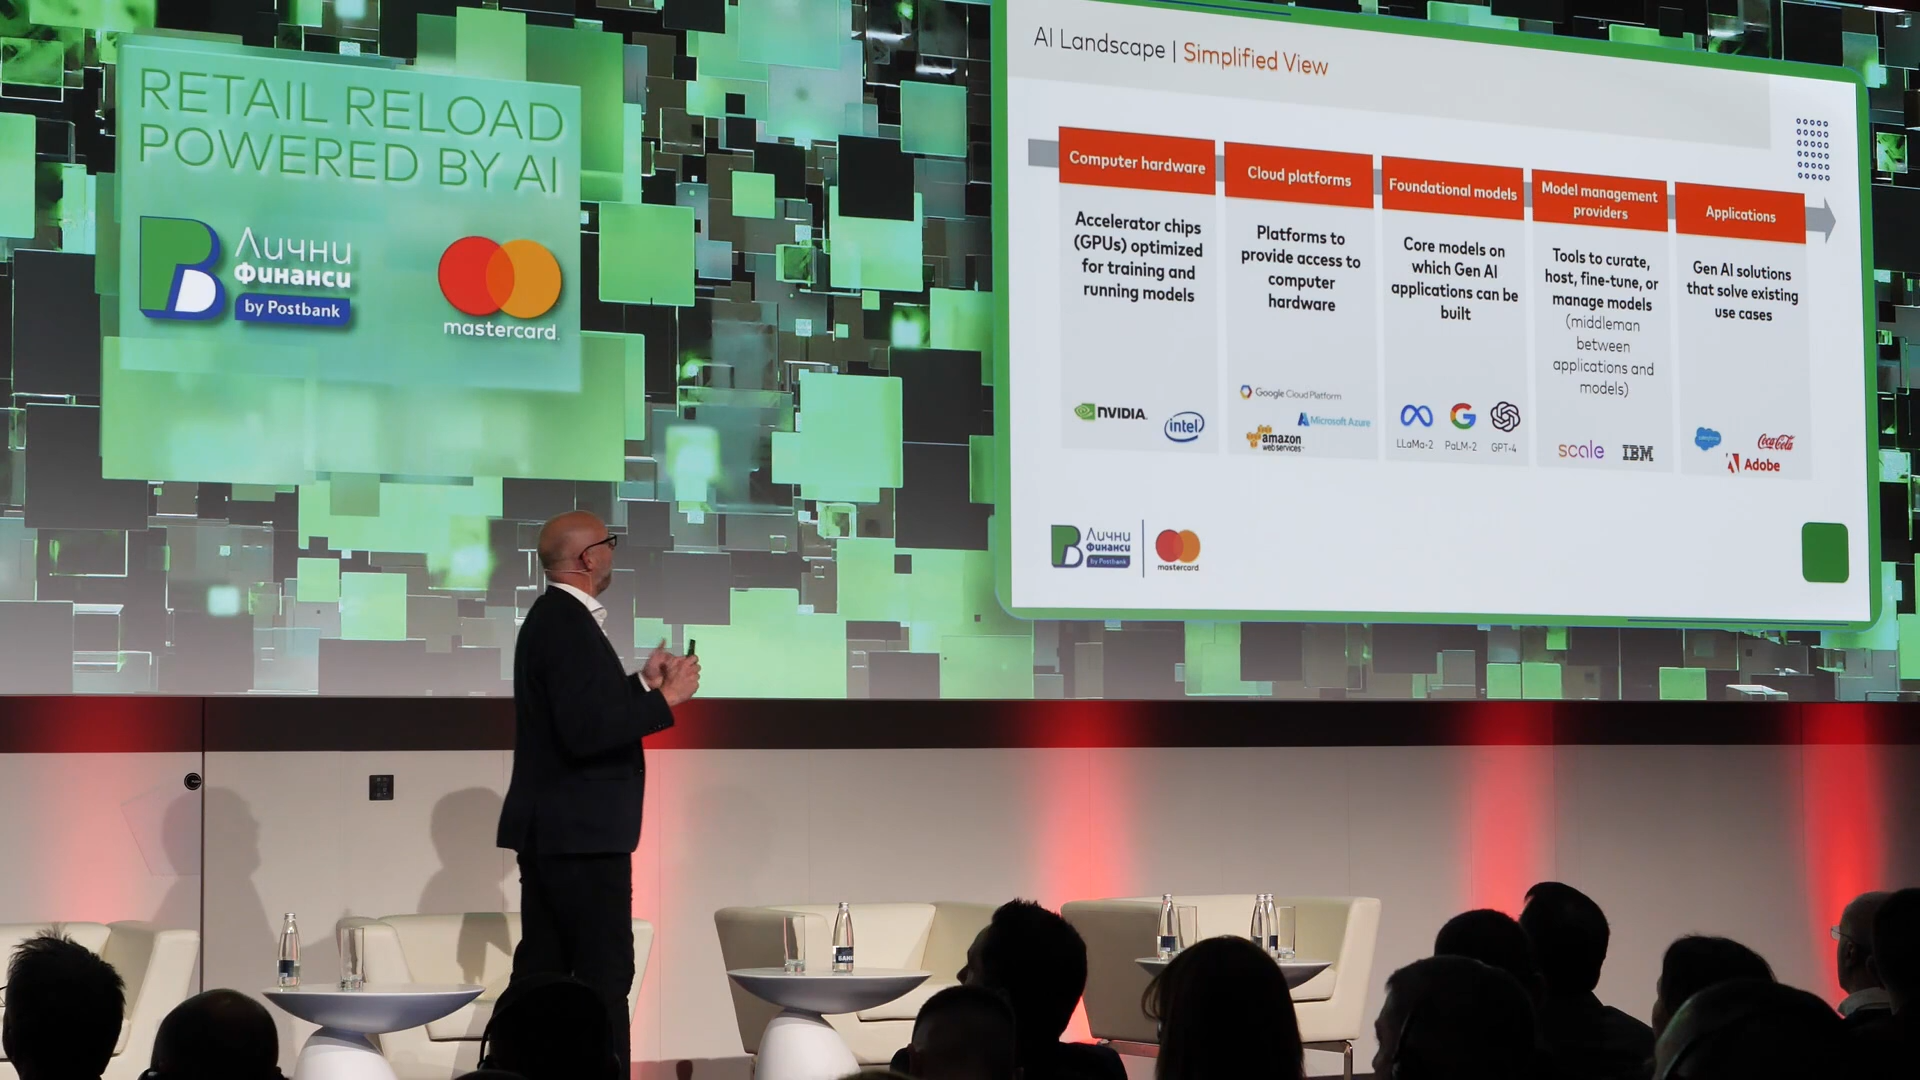 RETAIL RELOAD
POWERED BY AI
Лични
финанси
by Postbank
mastercard.
AI Landscape | Simplified View
Computer hardware
Accelerator chips
(GPUs) optimized
for training and
running models
NVIDIA.
intel
Cloud platforms
Platforms to
provide access to
computer
hardware
Google Cloud Platform
Microsoft Azure
amazon
web services
Foundational models
Core models on
which Gen AI
applications can be
built
LLaMa-2
PaLM-2
GPT-4
Model management
providers
Tools to curate,
host, fine-tune, or
manage models
(middleman
between
applications and
models)
scale
IBM
Applications
Gen AI solutions
that solve existing
use cases
salesforce
Coca-Cola
Adobe
Лични
финанси
by Postbank
mastercard